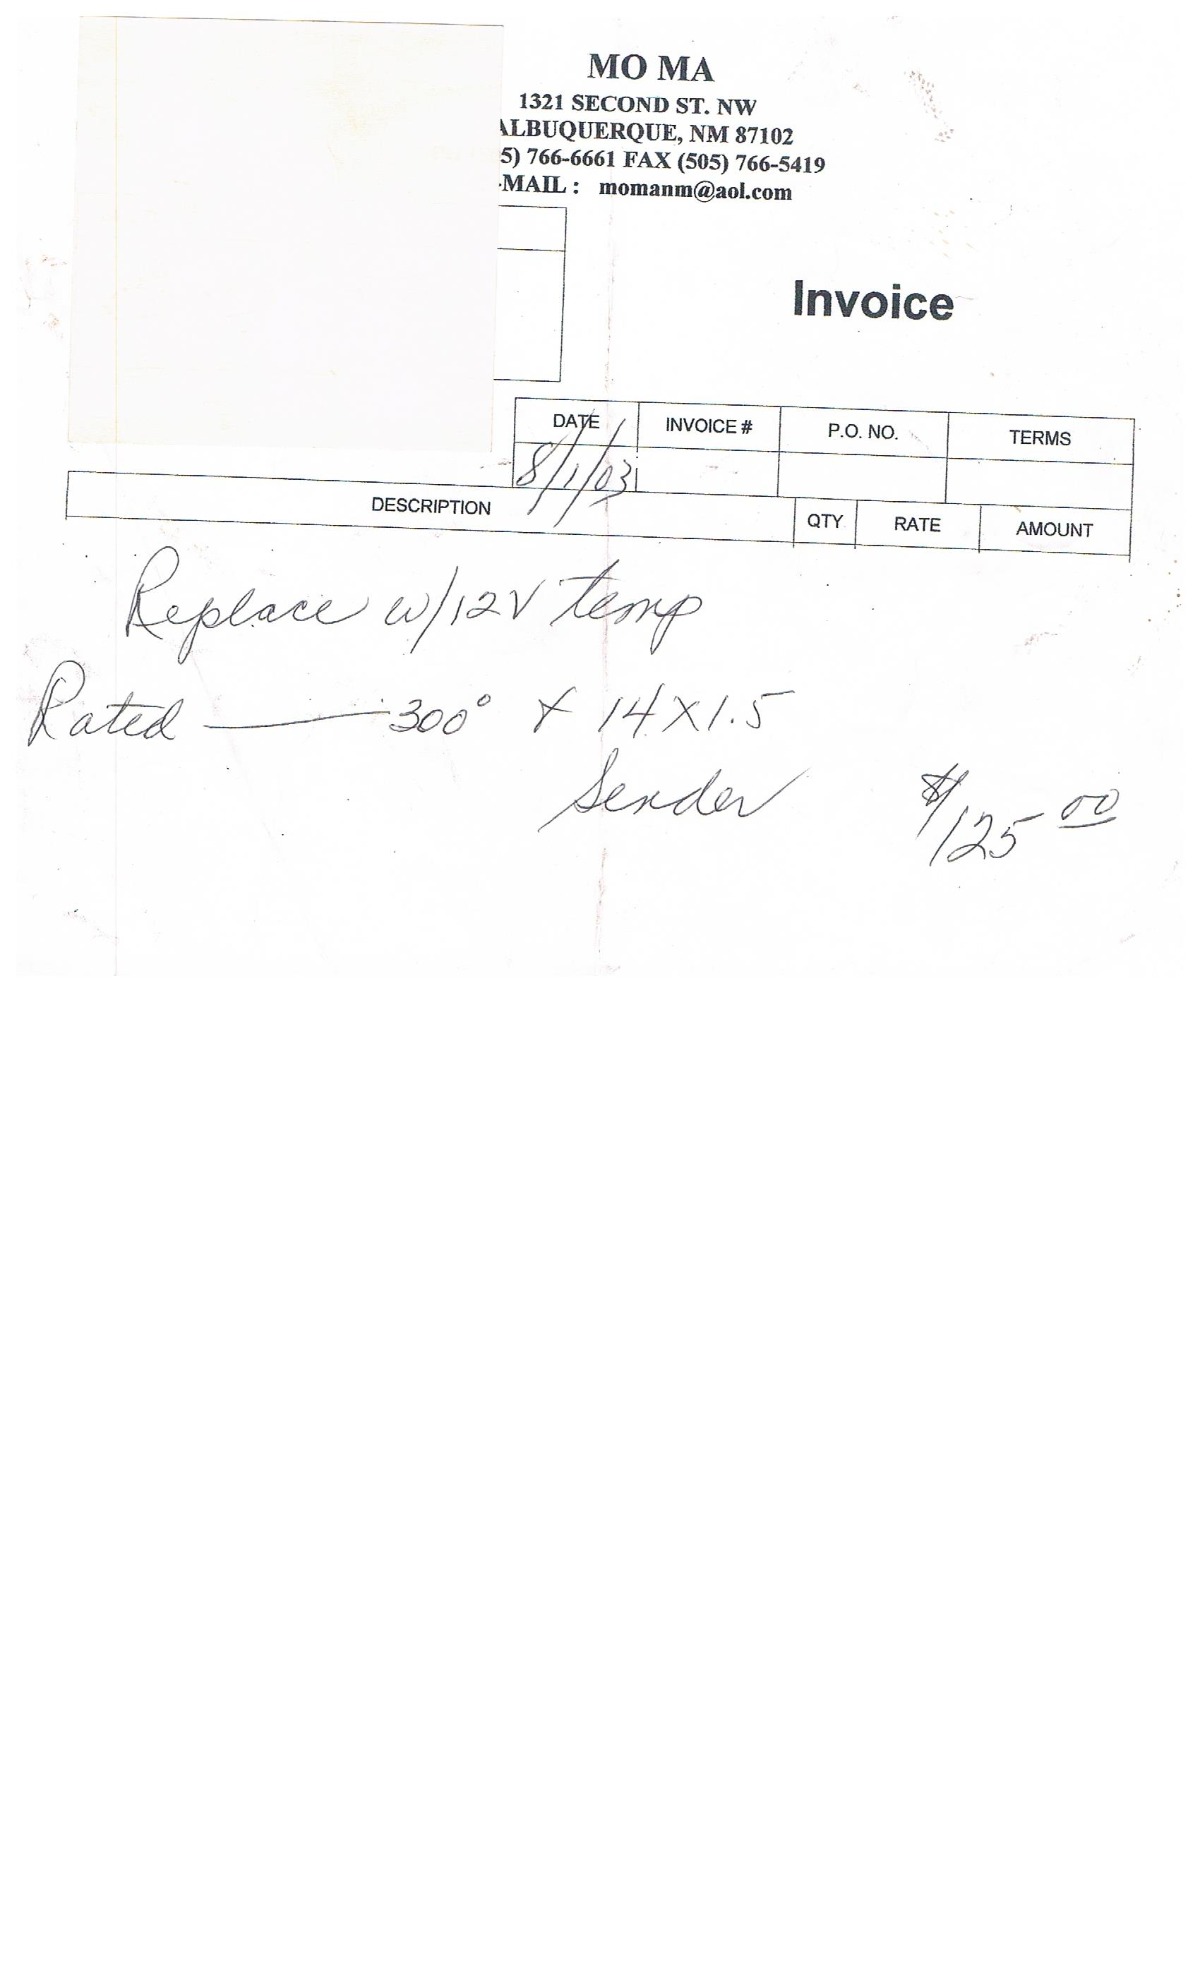 MO MA
1321 SECOND ST. NW
ALBUQUERQUE, NM 87102
5) 766-6661 FAX (505) 766-5419
-MAIL : momanm@aol.com
Invoice
DATE INVOICE # P.O. NO. TERMS
8/1/03
DESCRIPTION QTY RATE AMOUNT
Replace w/12V temp
Rated — 300° & 14X1.5
Sender $125 00